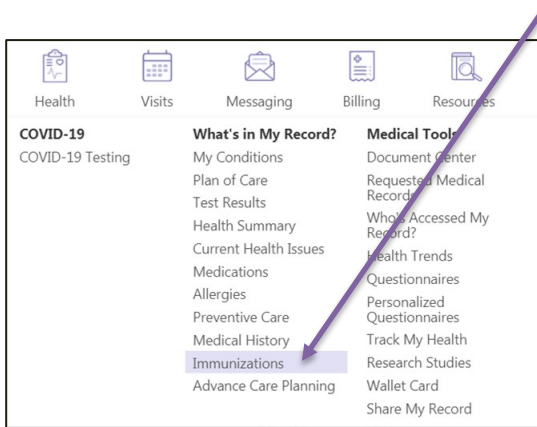 Health
Visits
Messaging
Billing
Resources
COVID-19
COVID-19 Testing
What's in My Record?
My Conditions
Plan of Care
Test Results
Health Summary
Current Health Issues
Medications
Allergies
Preventive Care
Medical History
Immunizations
Advance Care Planning
Medical Tools
Document Center
Requested Medical
Records
Who's Accessed My
Record?
Health Trends
Questionnaires
Personalized
Questionnaires
Track My Health
Research Studies
Wallet Card
Share My Record